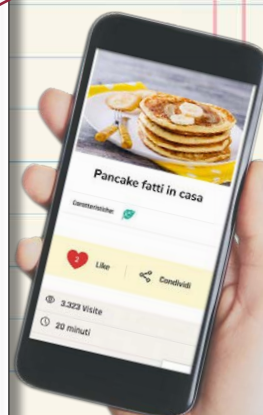 Pancake fatti in casa
Caratteristiche:
2 Like Condividi
3.323 Visite
20 minuti